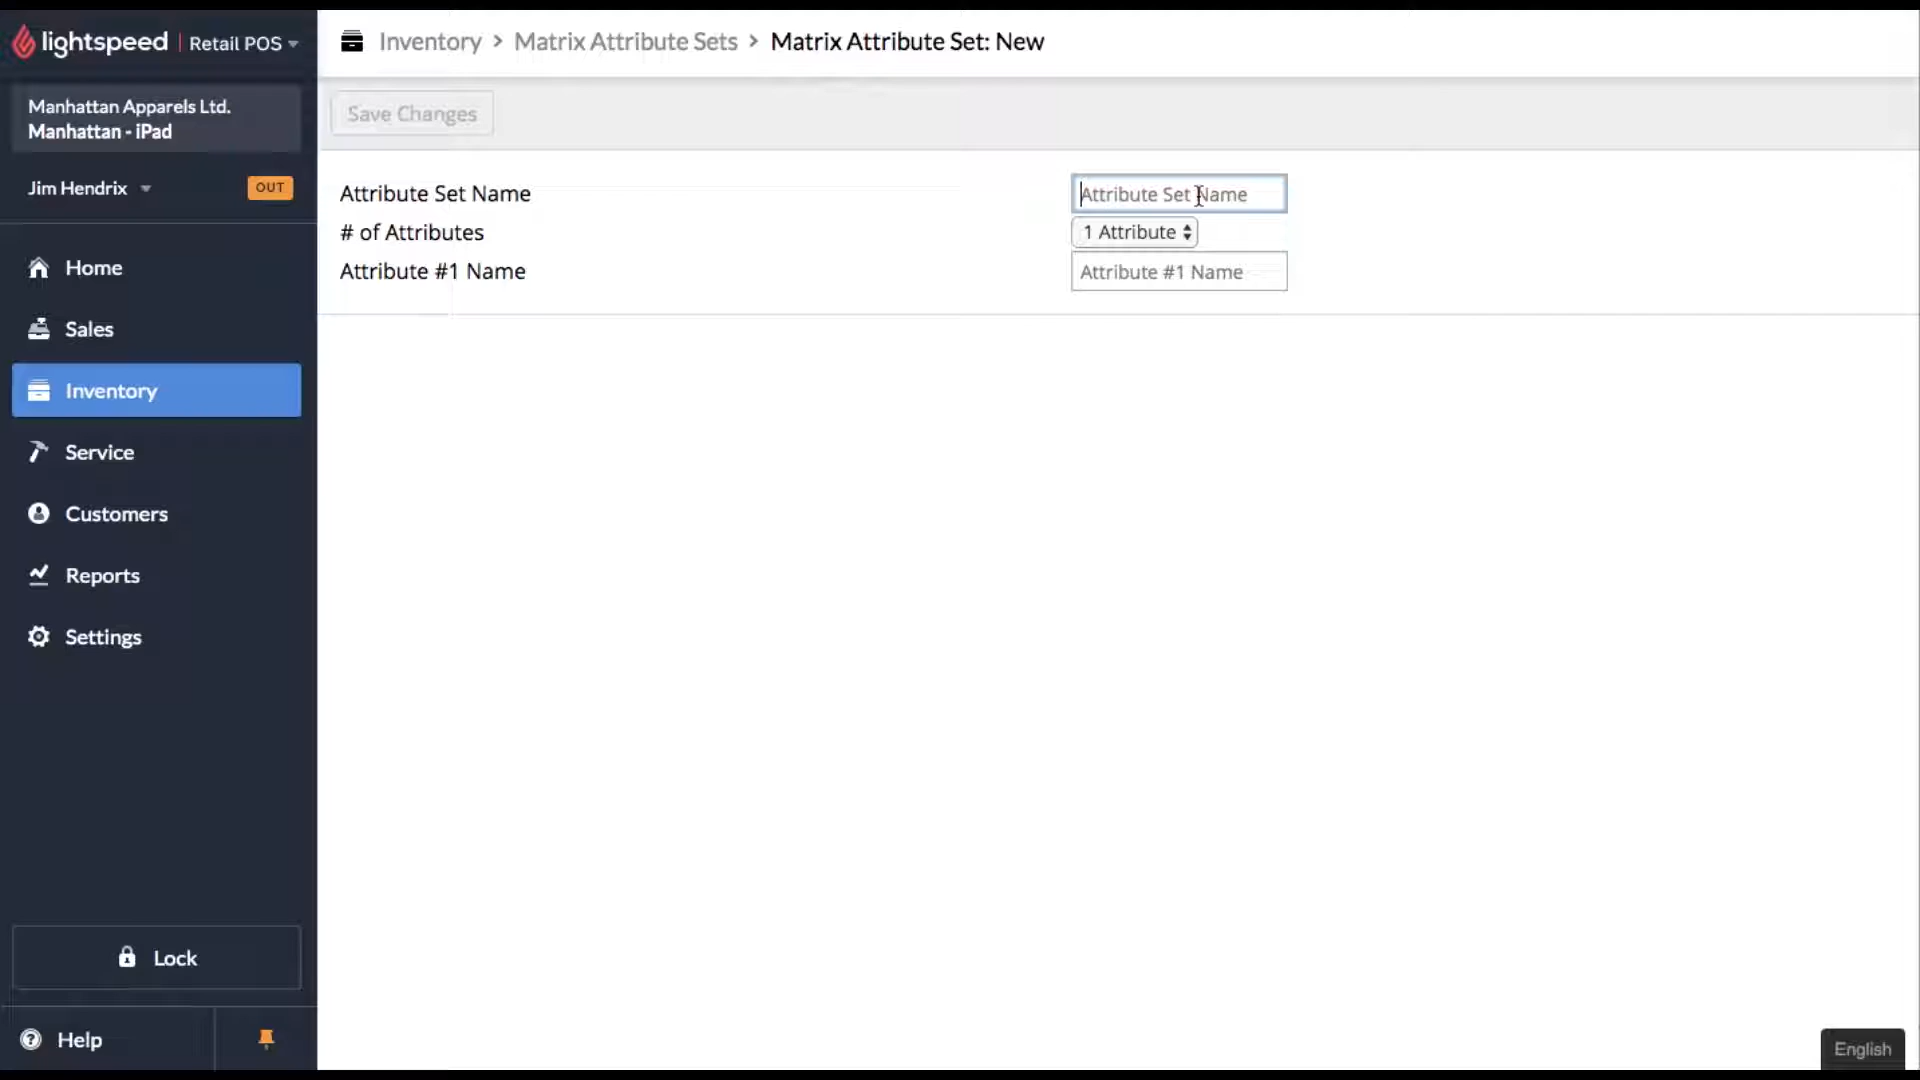 lightspeed Retail POS
Inventory > Matrix Attribute Sets > Matrix Attribute Set: New
Manhattan Apparels Ltd.
Manhattan - iPad
Save Changes
Jim Hendrix OUT
Attribute Set Name Attribute Set Name
# of Attributes 1 Attribute
Attribute #1 Name Attribute #1 Name
Home
Sales
Inventory
Service
Customers
Reports
Settings
Lock
Help
English